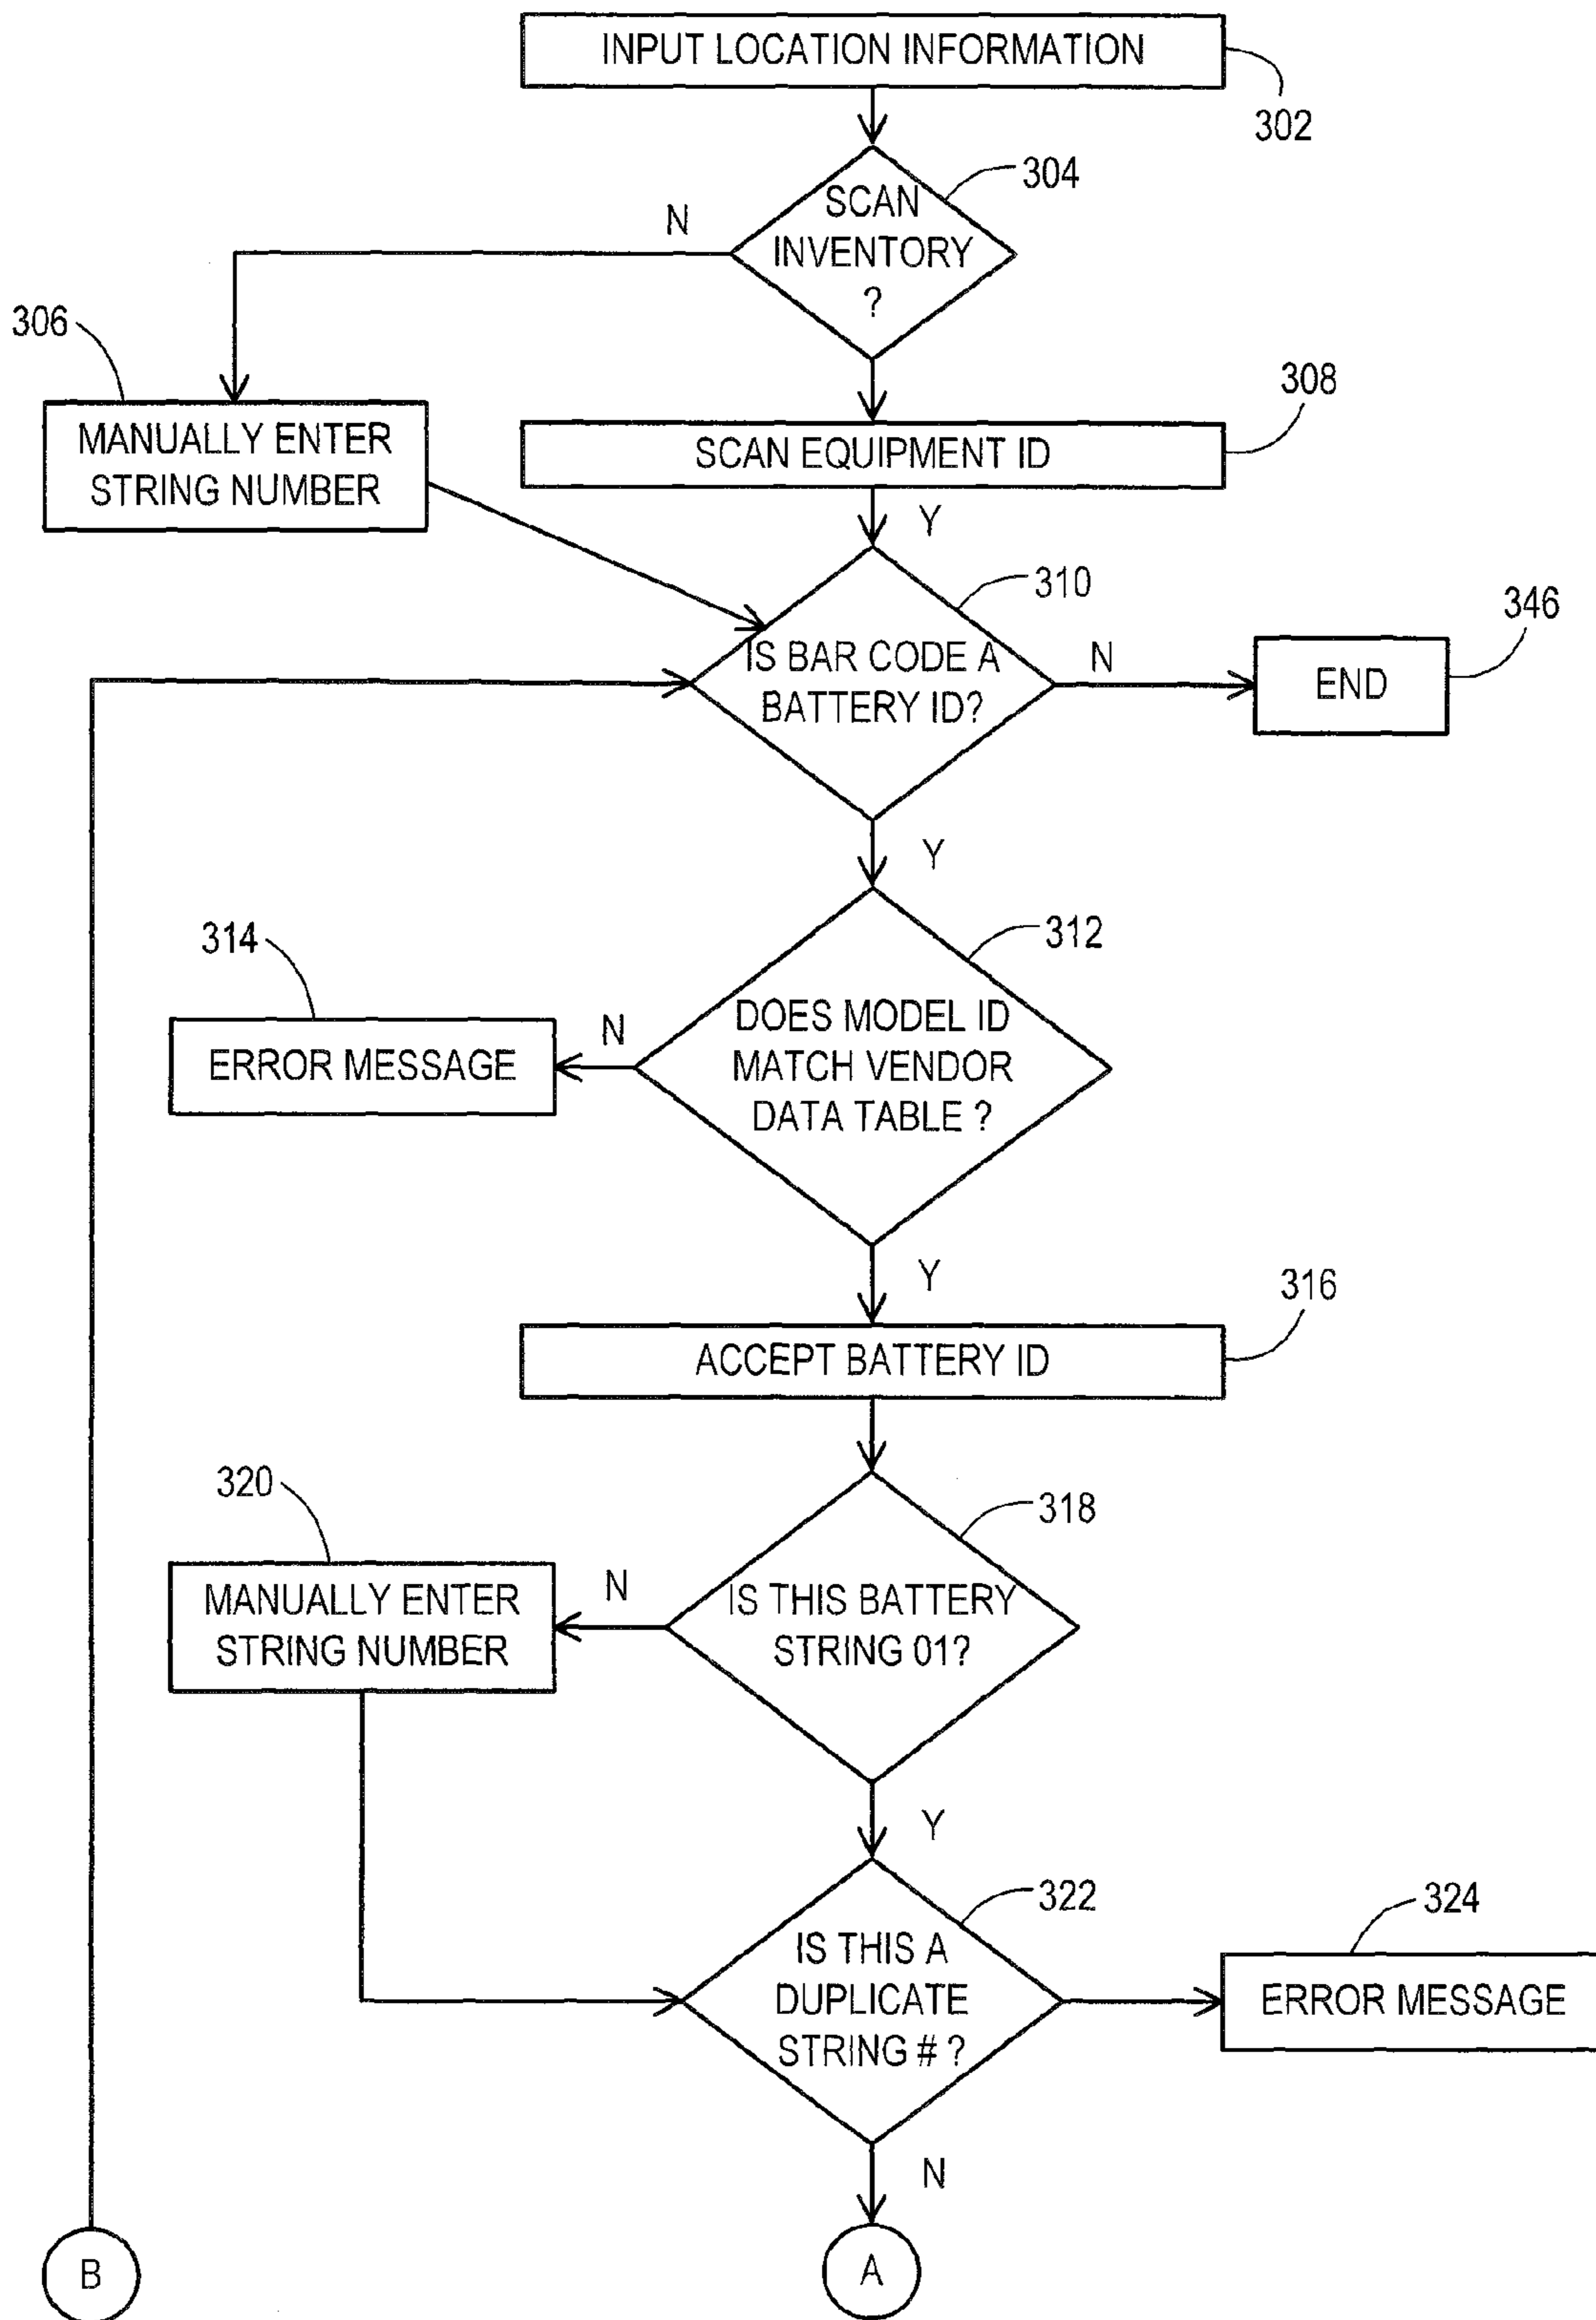 INPUT LOCATION INFORMATION
302
304
SCAN
INVENTORY
?
N
306
MANUALLY ENTER
STRING NUMBER
308
SCAN EQUIPMENT ID
Y
310
IS BAR CODE A
BATTERY ID?
N
346
END
Y
312
DOES MODEL ID
MATCH VENDOR
DATA TABLE ?
N
314
ERROR MESSAGE
Y
316
ACCEPT BATTERY ID
318
IS THIS BATTERY
STRING 01?
N
320
MANUALLY ENTER
STRING NUMBER
Y
322
IS THIS A
DUPLICATE
STRING # ?
324
ERROR MESSAGE
N
B
A